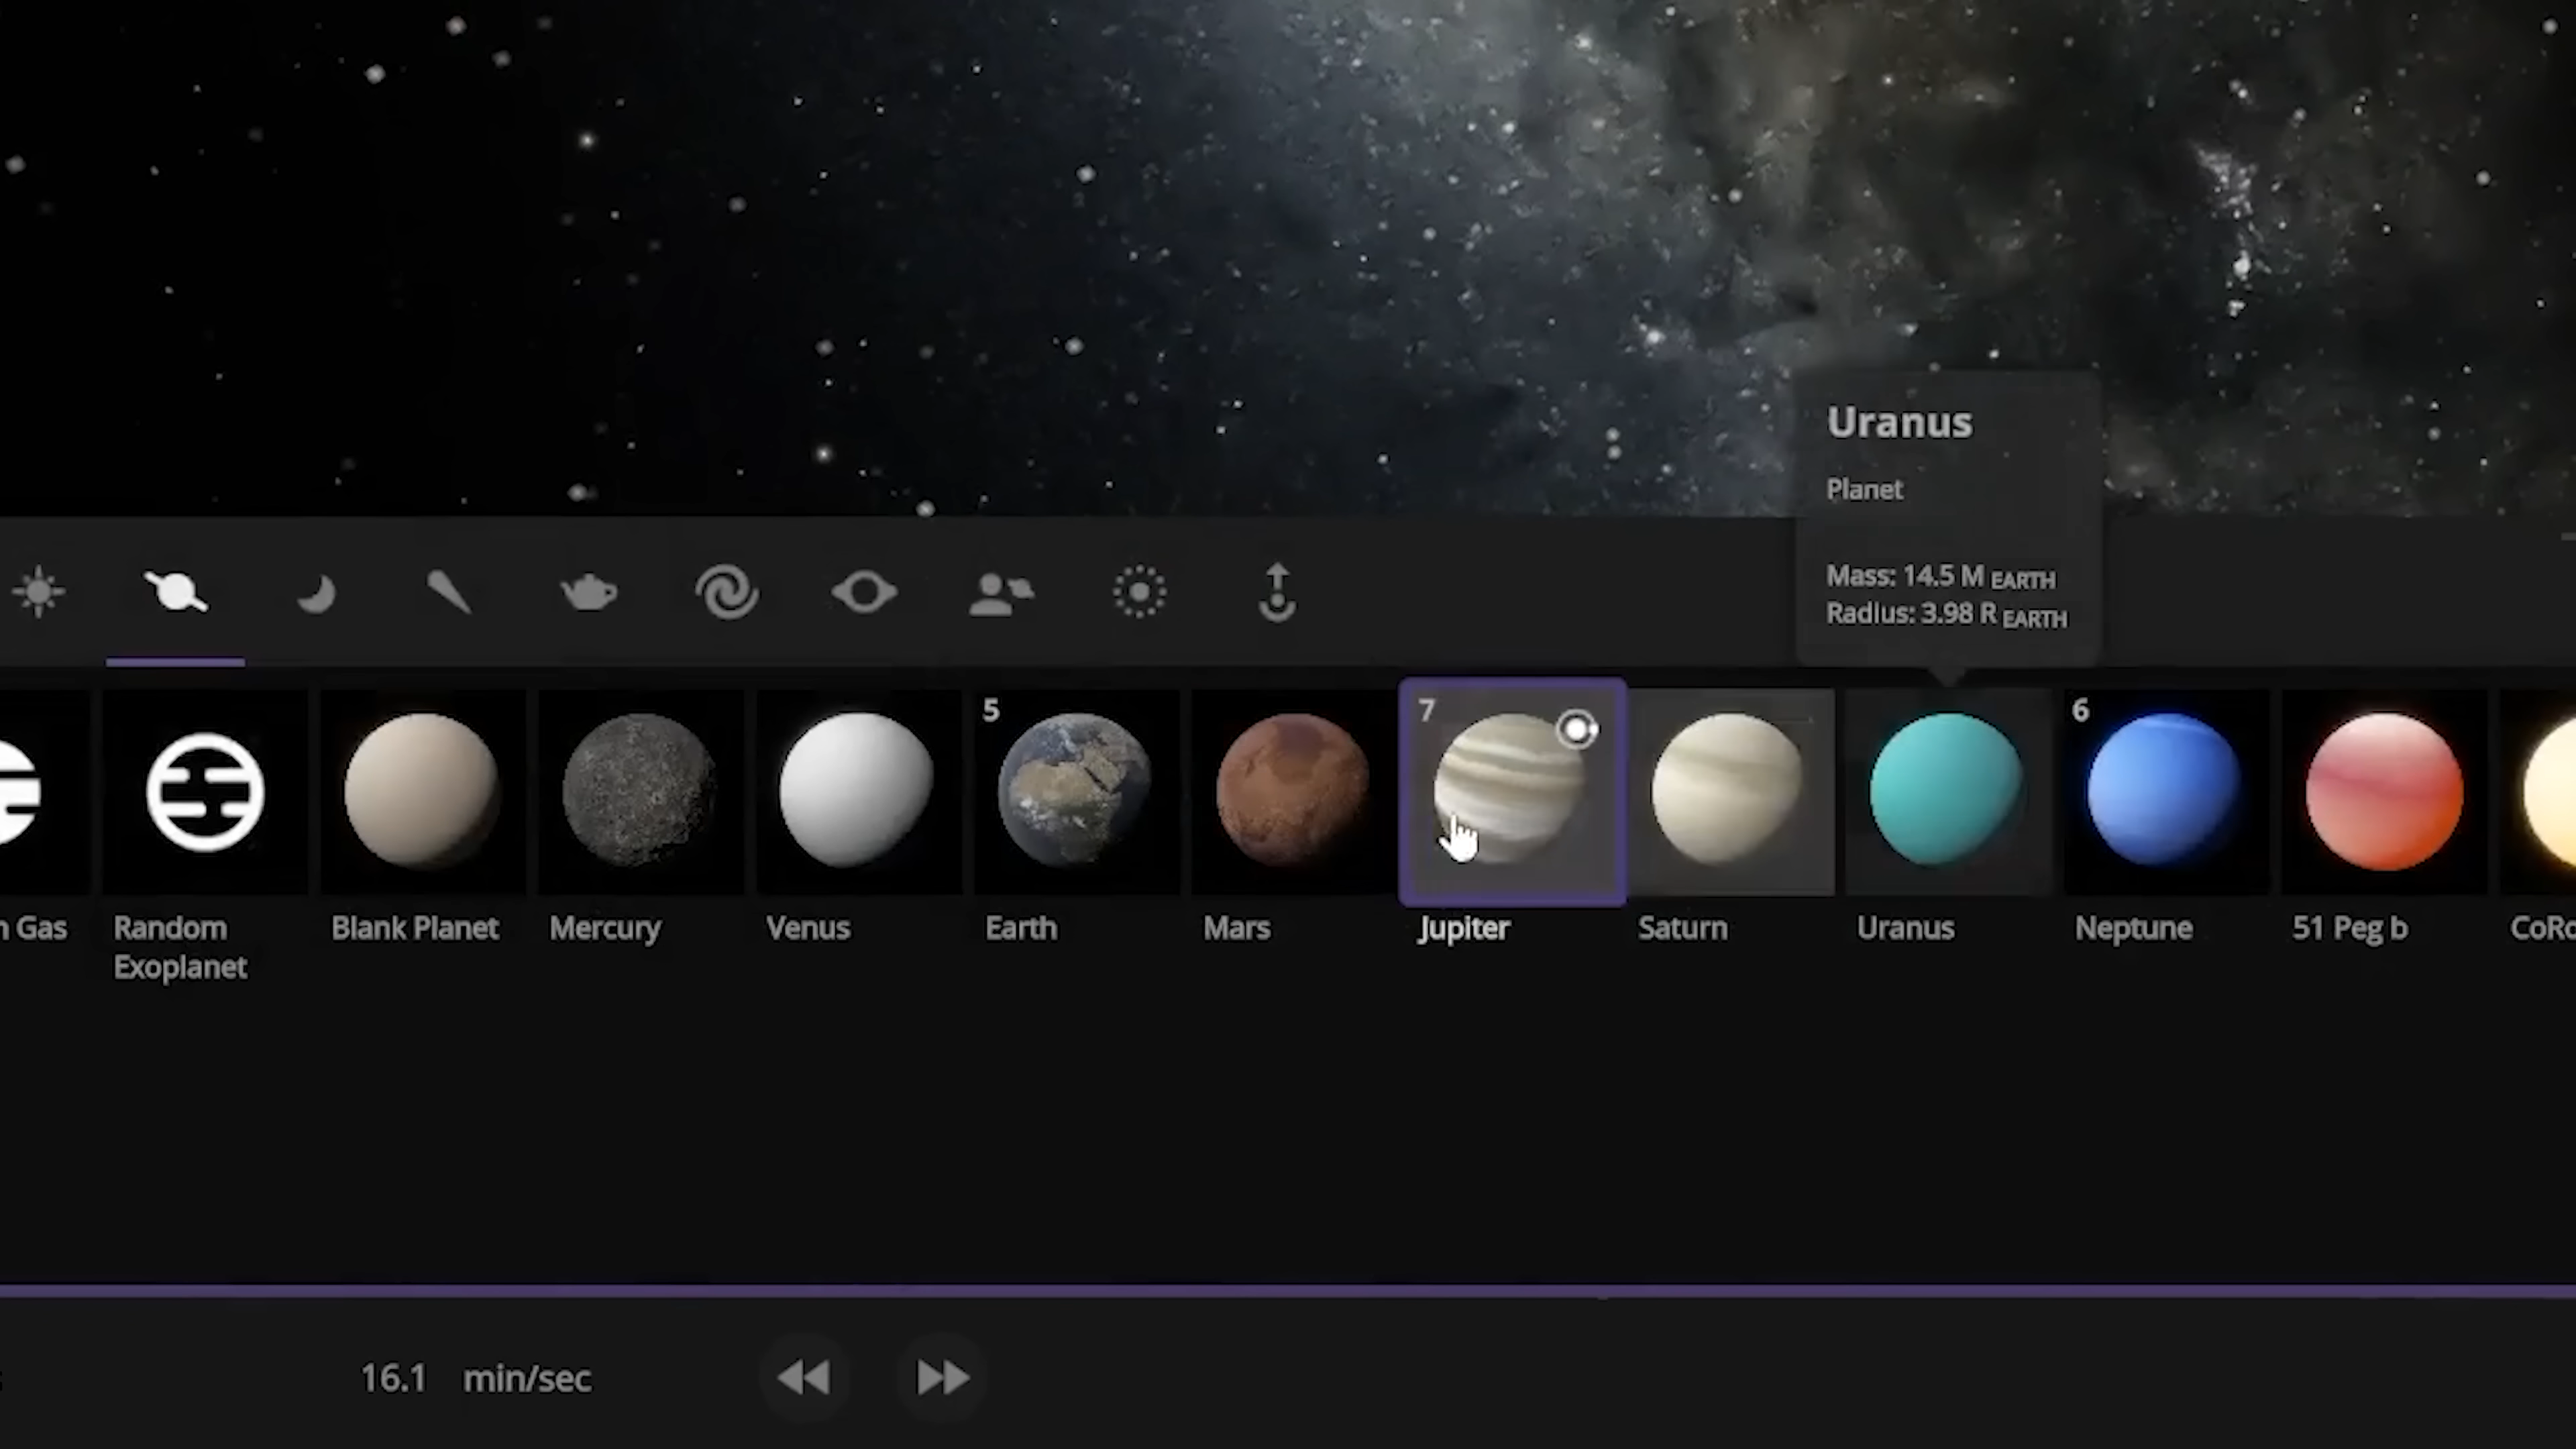 Uranus
Planet
Mass: 14.5 M EARTH
Radius: 3.98 R EARTH
5
7
6
n Gas
Random
Exoplanet
Blank Planet
Mercury
Venus
Earth
Mars
Jupiter
Saturn
Uranus
Neptune
51 Peg b
CoRo
16.1 min/sec